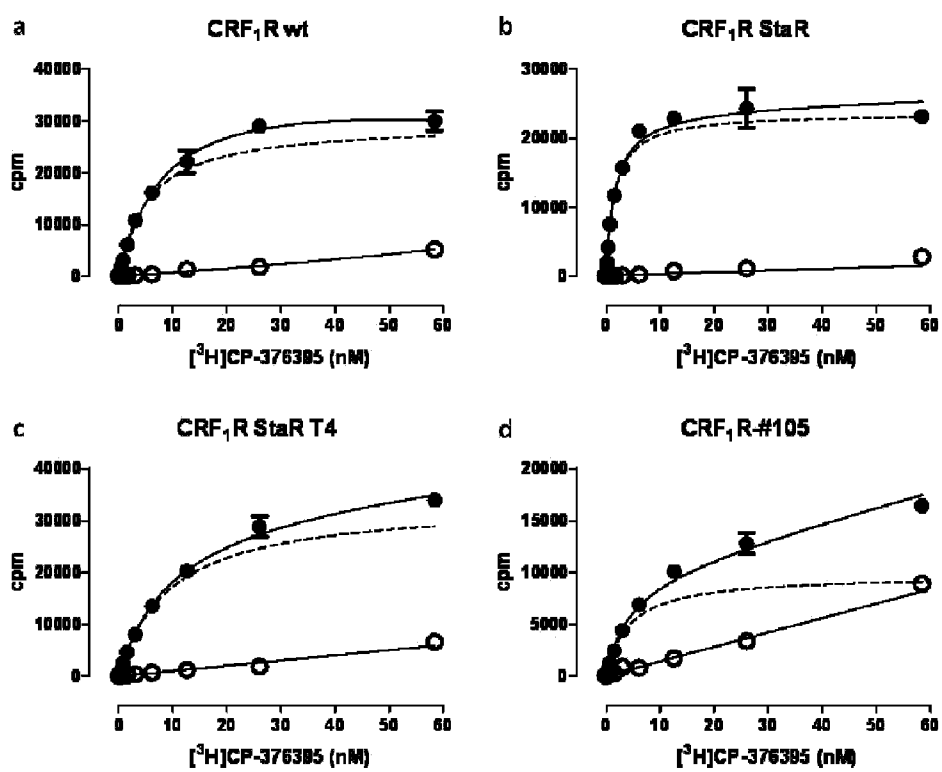 a
CRF₁R wt
40000
30000
20000
10000
0
cpm
0 10 20 30 40 50 60
[³H]CP-376395 (nM)
b
CRF₁R StaR
30000
20000
10000
0
cpm
0 10 20 30 40 50 60
[³H]CP-376395 (nM)
c
CRF₁R StaR T4
40000
30000
20000
10000
0
cpm
0 10 20 30 40 50 60
[³H]CP-376395 (nM)
d
CRF₁R-#105
20000
15000
10000
5000
0
cpm
0 10 20 30 40 50 60
[³H]CP-376395 (nM)